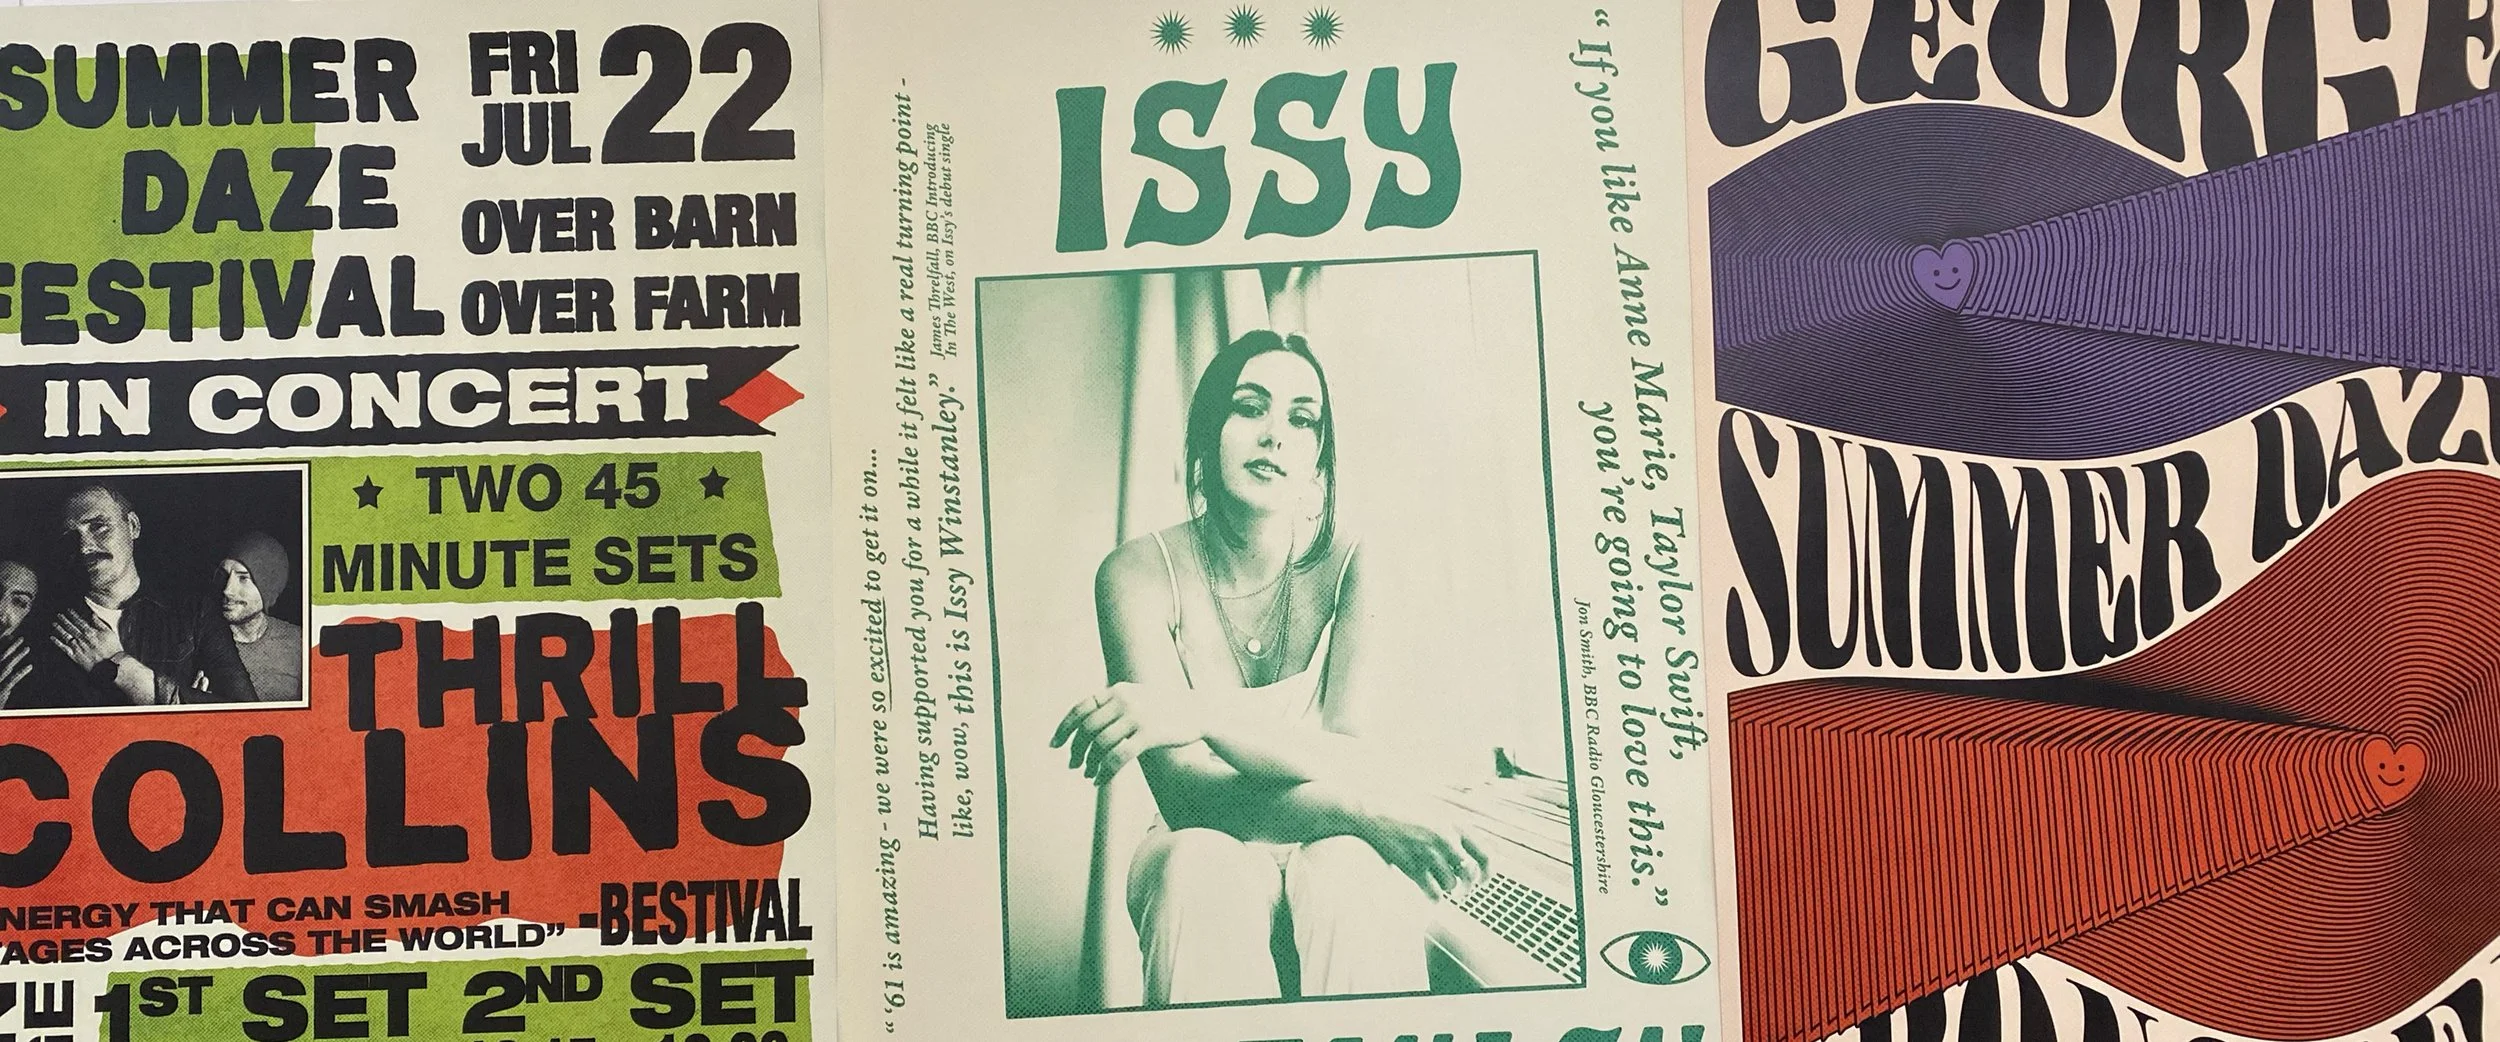 SUMMER
DAZE
FESTIVAL
FRI
JUL
22
OVER BARN
OVER FARM
IN CONCERT
★ TWO 45 ★
MINUTE SETS
THRILL
COLLINS
NERGY THAT CAN SMASH
AGES ACROSS THE WORLD” -BESTIVAL
1ST SET 2ND SET
ISSY
“‘61 is amazing - we were so excited to get it on...
Having supported you for a while it felt like a real turning point -
like, wow, this is Issy Winstanley.”
James Threlfall, BBC Introducing
In The West, on Issy's debut single
“If you like Anne Marie, Taylor Swift,
you're going to love this.”
Jon Smith, BBC Radio Gloucestershire
GEORGE
SUMMER DAZE